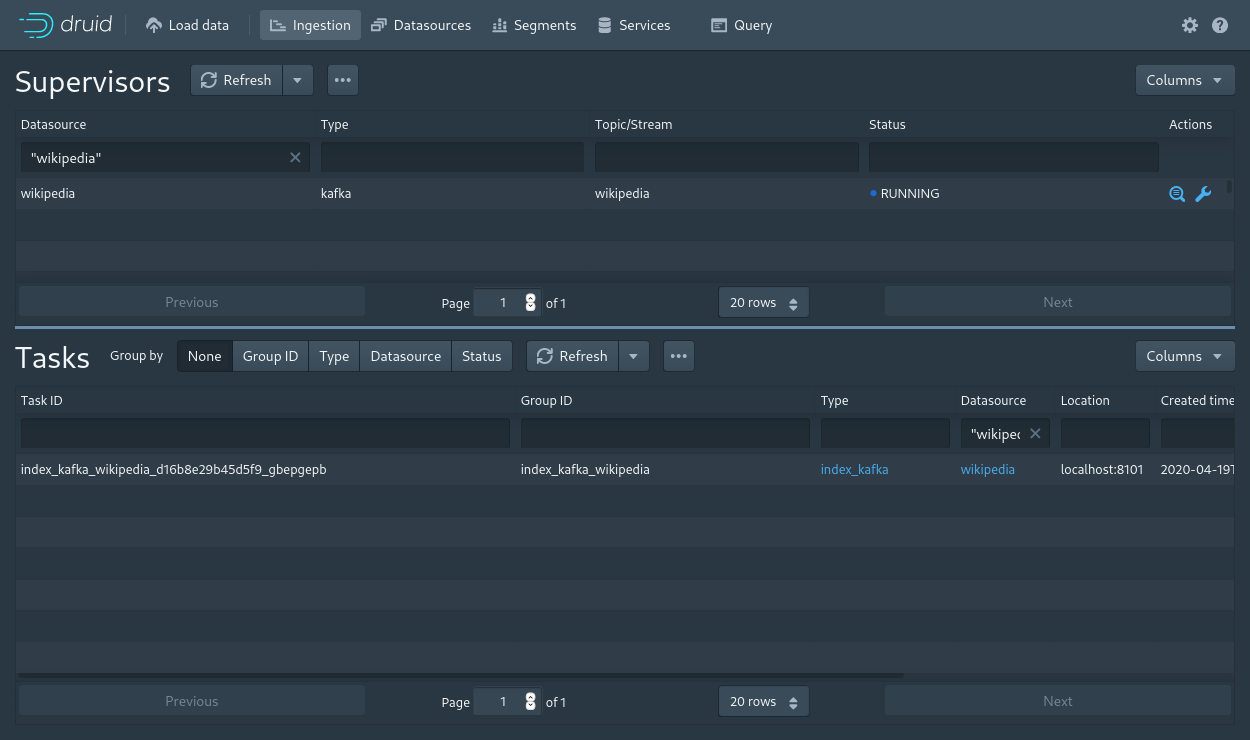 druid Load data Ingestion Datasources Segments Services Query
Supervisors Refresh Columns
Datasource Type Topic/Stream Status Actions
"wikipedia"
wikipedia kafka wikipedia RUNNING
Previous Page 1 of 1 20 rows Next
Tasks Group by None Group ID Type Datasource Status Refresh Columns
Task ID Group ID Type Datasource Location Created time
"wikiped
index_kafka_wikipedia_d16b8e29b45d5f9_gbepgepb index_kafka_wikipedia index_kafka wikipedia localhost:8101 2020-04-19T
Previous Page 1 of 1 20 rows Next